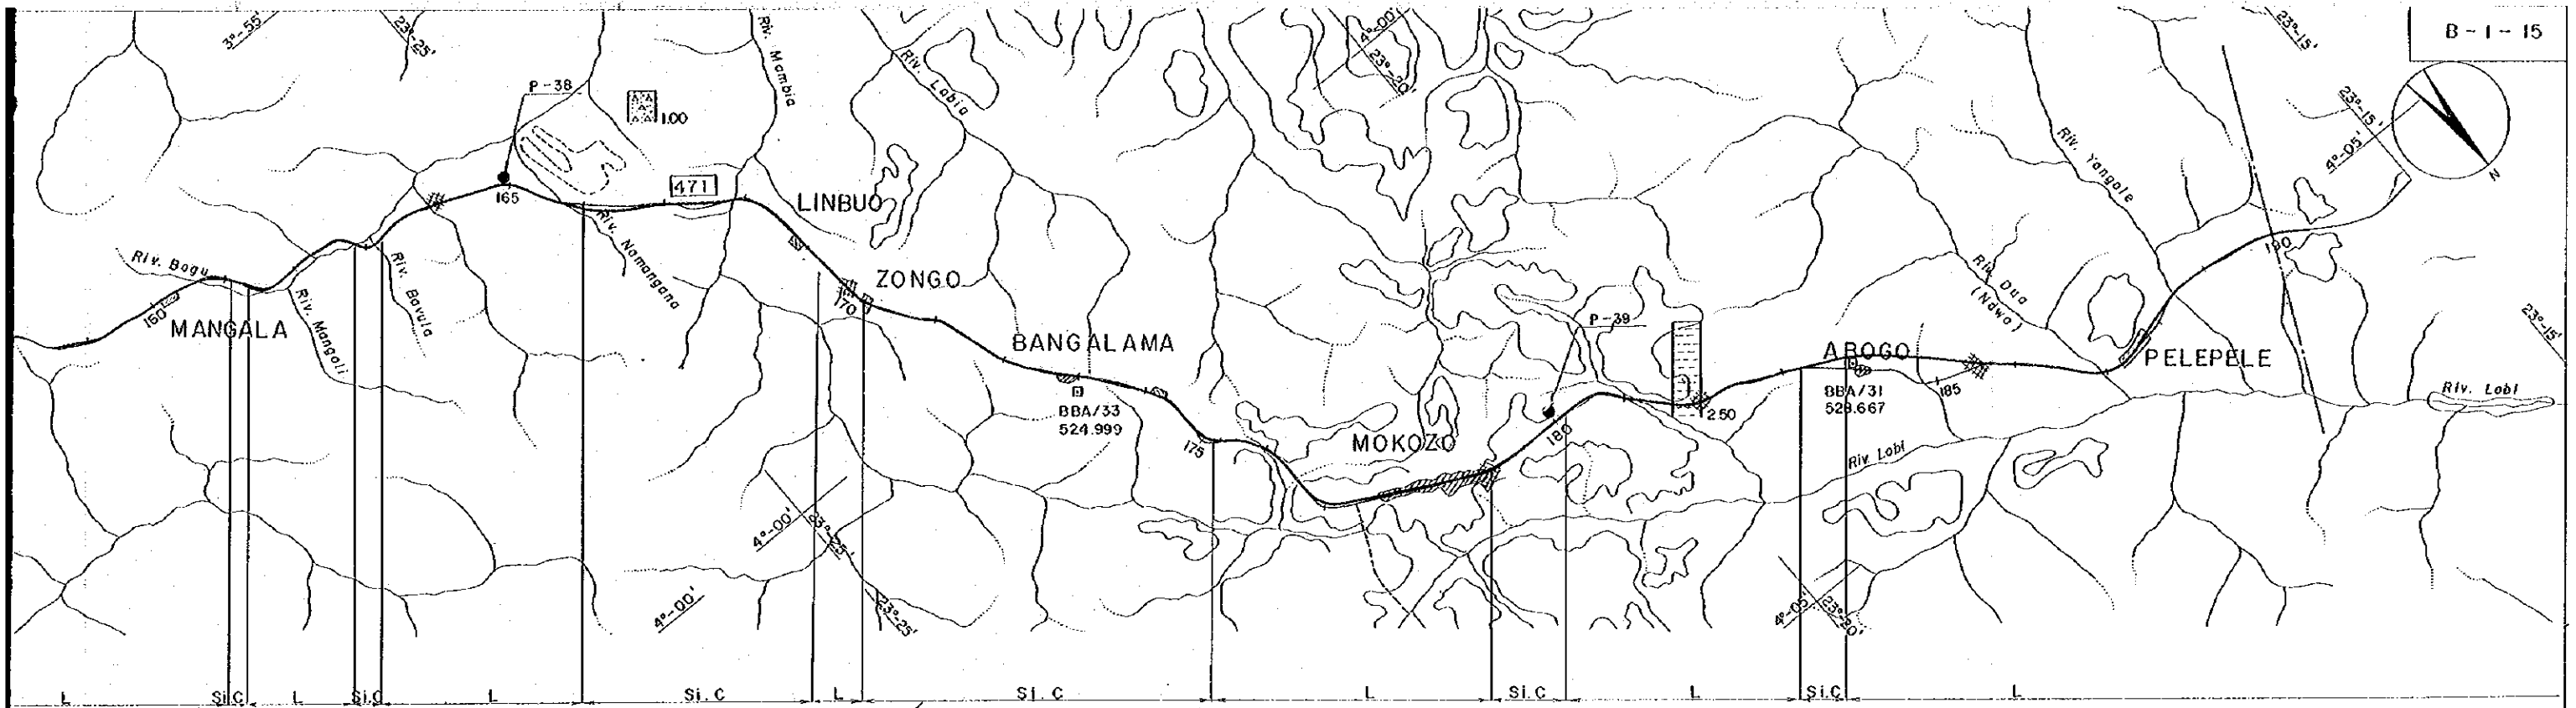 3°-55'
23°-25'
Riv. Mambia
Riv. Labia
4°-00'
23°-20'
23°-15'
B-1-15
P-38
1.00
23°-15'
4°-05'
Riv. Yangole
N
165
471
LINBUO
Riv. Namangana
Riv. Bogu
Riv. Bavula
Riv. Mangali
160
MANGALA
ZONGO
170
190
Riv. Dua
(Ndwa)
P-39
BANGALAMA
ABOGO
PELEPELE
23°-15'
BBA/33
524.999
BBA/31
529.667
185
Riv. Lobi
250
175
MOKOZO
180
Riv. Lobi
4°-00'
23°-25'
4°-00'
23°-25'
4°-05'
23°-20'
L Si.C L Si.C L Si.C L Si.C L Si.C L Si.C L